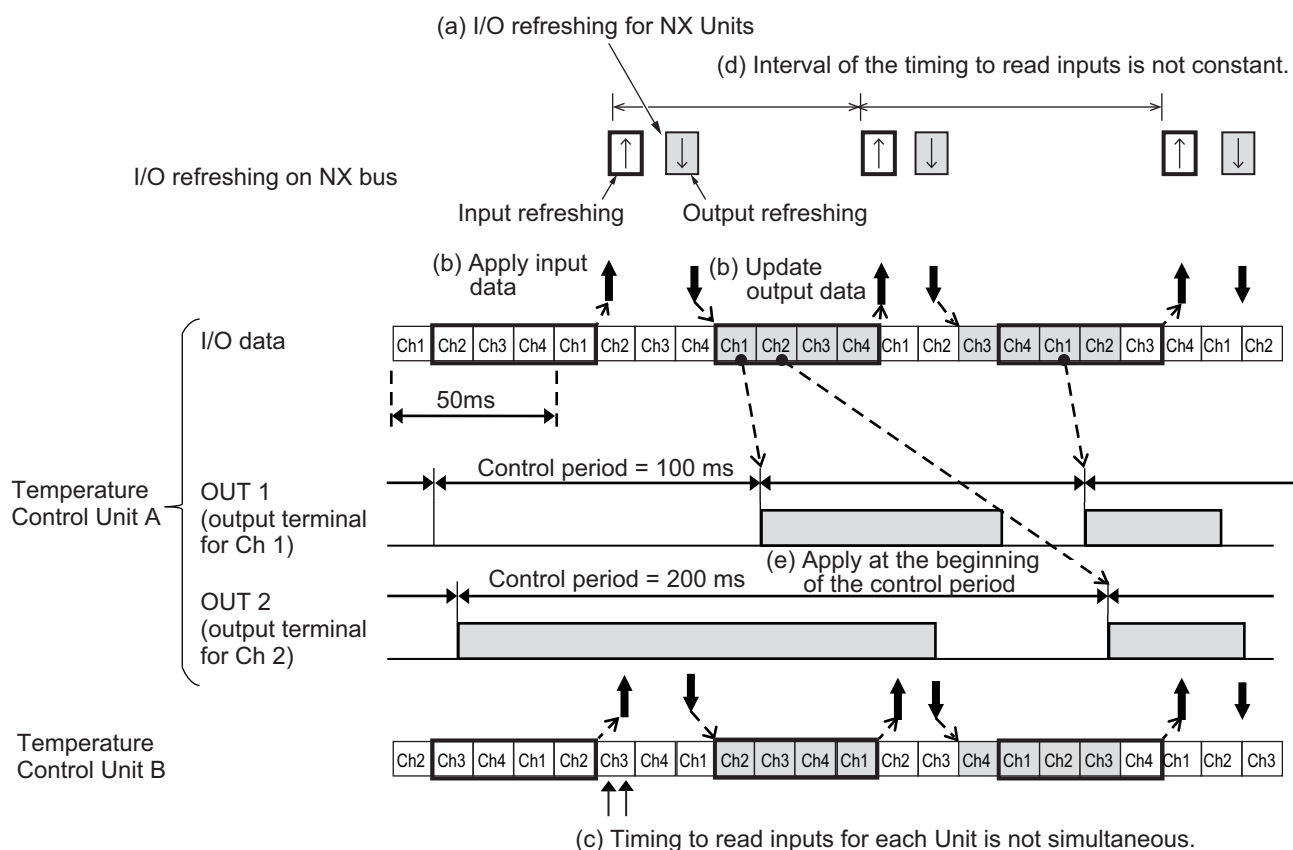 (a) I/O refreshing for NX Units
(d) Interval of the timing to read inputs is not constant.
I/O refreshing on NX bus
Input refreshing
Output refreshing
(b) Apply input
data
(b) Update
output data
I/O data
Ch1 Ch2 Ch3 Ch4 Ch1 Ch2 Ch3 Ch4 Ch1 Ch2 Ch3 Ch4 Ch1 Ch2 Ch3 Ch4 Ch1 Ch2 Ch3 Ch4 Ch1 Ch2
50ms
Temperature
Control Unit A
Control period = 100 ms
OUT 1
(output terminal
for Ch 1)
(e) Apply at the beginning
of the control period
Control period = 200 ms
OUT 2
(output terminal
for Ch 2)
Temperature
Control Unit B
Ch2 Ch3 Ch4 Ch1 Ch2 Ch3 Ch4 Ch1 Ch2 Ch3 Ch4 Ch1 Ch2 Ch3 Ch4 Ch1 Ch2 Ch3 Ch4 Ch1 Ch2 Ch3
(c) Timing to read inputs for each Unit is not simultaneous.